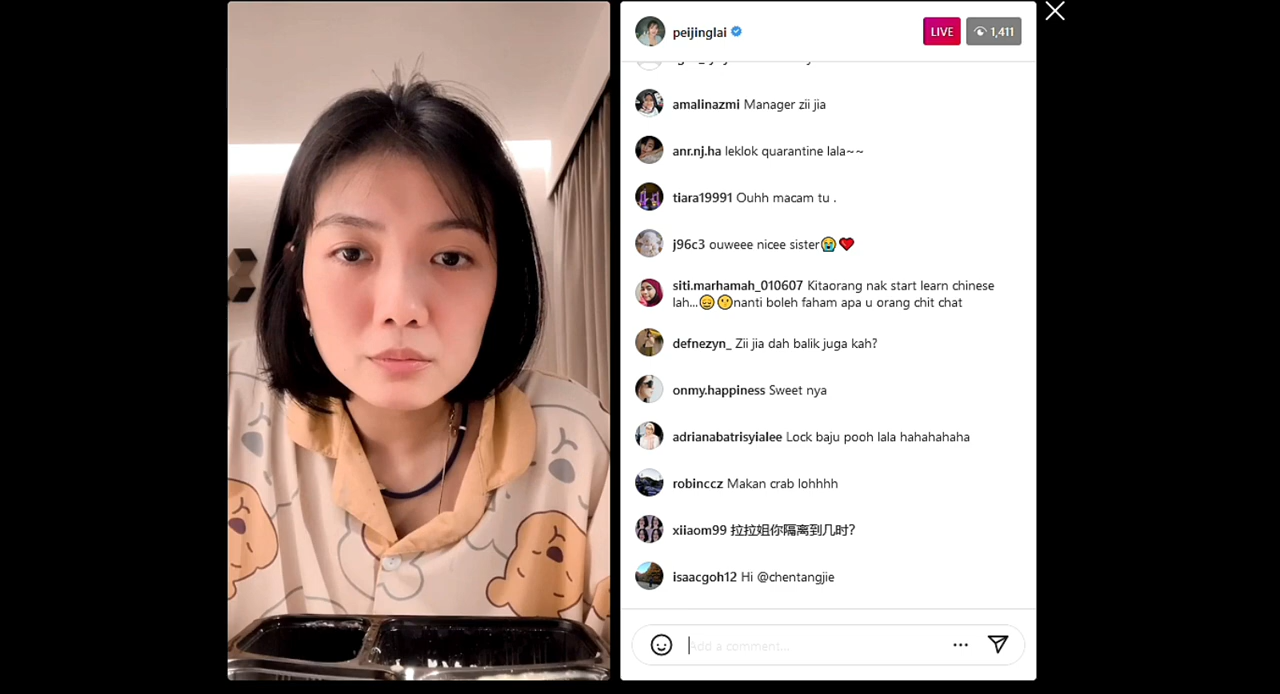 peijinglai
LIVE
1,411
amalinazmi Manager zii jia
anr.nj.ha leklok quarantine lala~~
tiara19991 Ouhh macam tu .
j96c3 ouweee nicee sister😭❤️
siti.marhamah_010607 Kitaorang nak start learn chinese
lah...😑🤭nanti boleh faham apa u orang chit chat
defnezyn_ Zii jia dah balik juga kah?
onmy.happiness Sweet nya
adrianabatrisyialee Lock baju pooh lala hahahahaha
robinccz Makan crab lohhhh
xiiaom99 拉拉姐你隔离到几时?
isaacgoh12 Hi @chentangjie
Add a comment...